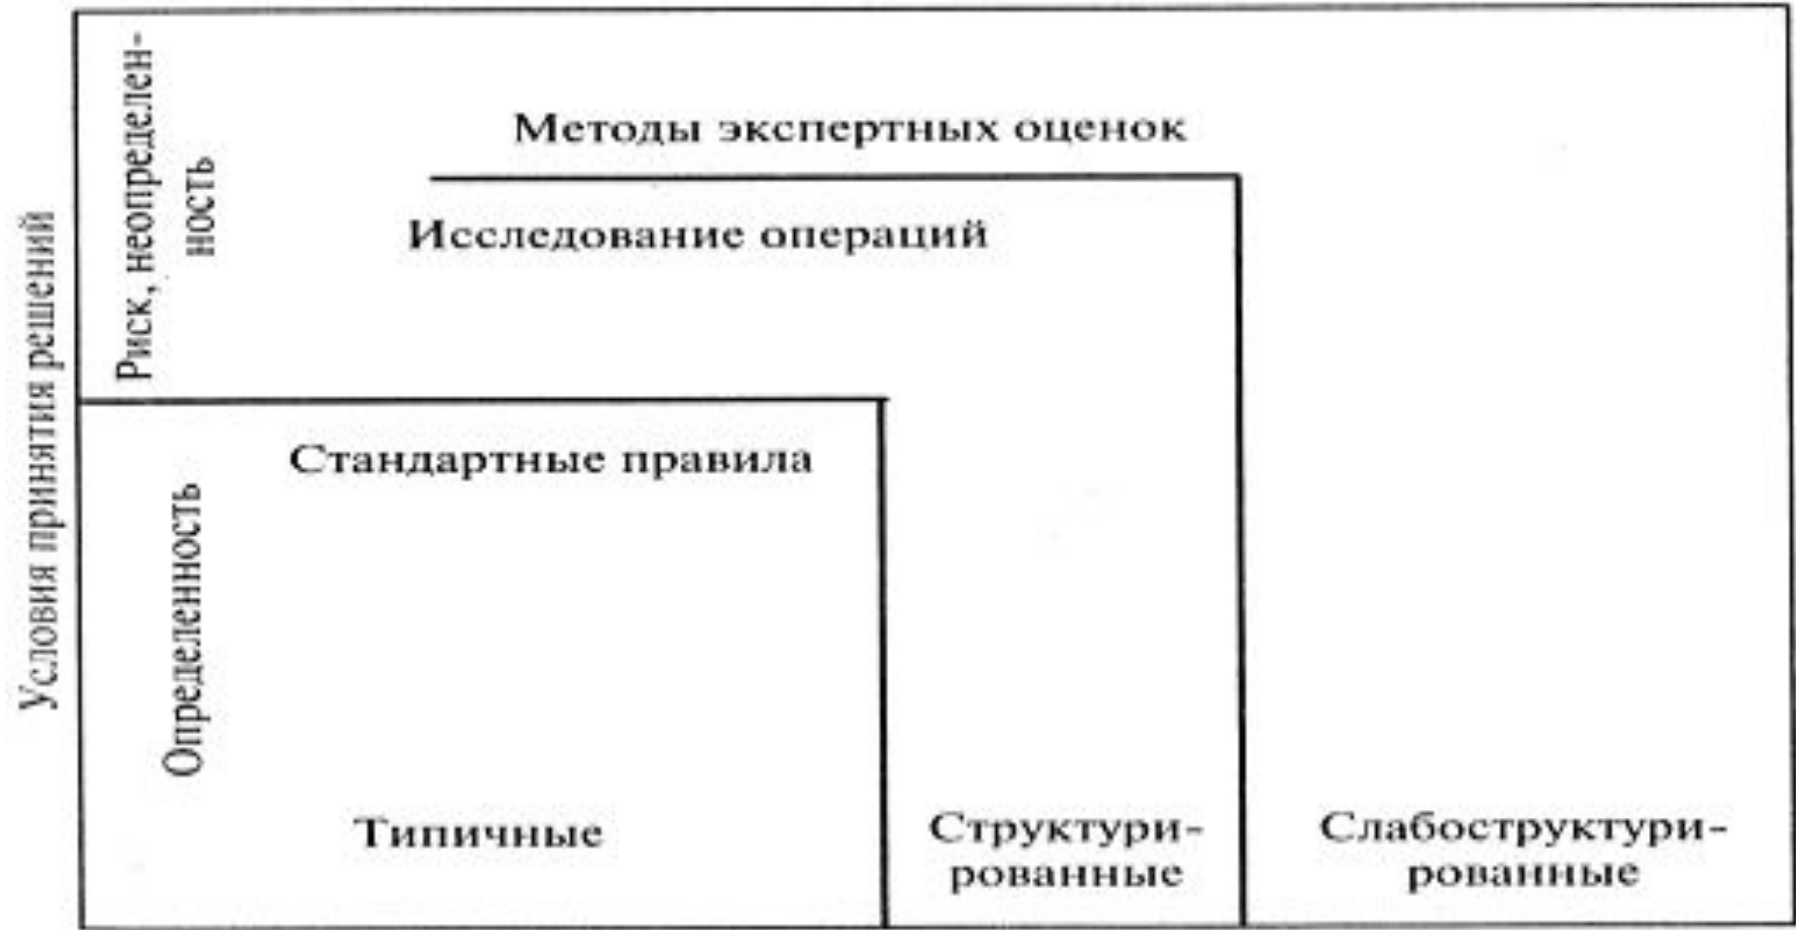 Условия принятия решений
Риск, неопределен-
ность
Определенность
Методы экспертных оценок
Исследование операций
Стандартные правила
Типичные
Структури-
рованные
Слабоструктури-
рованные